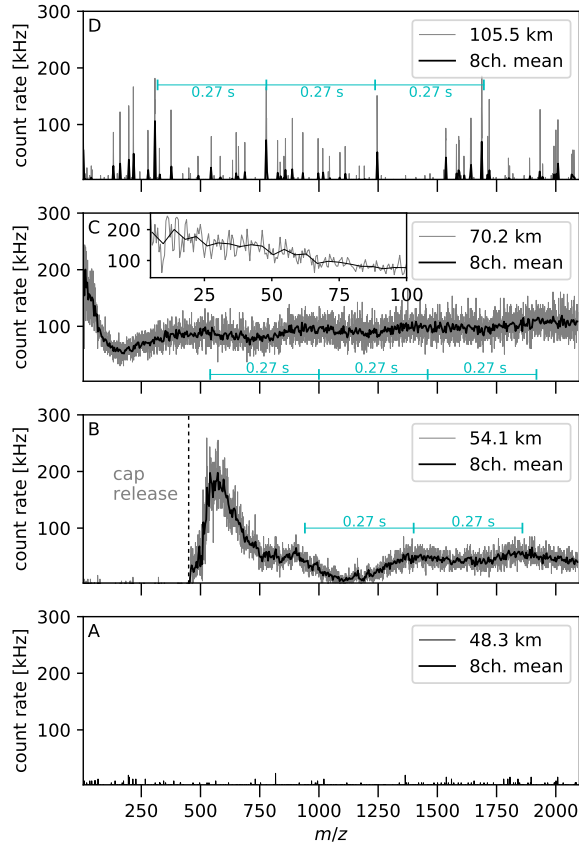 D
105.5 km
8ch. mean
0.27 s
0.27 s
0.27 s
count rate [kHz]
300
200
100
C
70.2 km
8ch. mean
200
100
25
50
75
100
0.27 s
0.27 s
0.27 s
count rate [kHz]
300
200
100
B
54.1 km
8ch. mean
cap
release
0.27 s
0.27 s
count rate [kHz]
300
200
100
A
48.3 km
8ch. mean
count rate [kHz]
300
200
100
250
500
750
1000
1250
1500
1750
2000
m/z